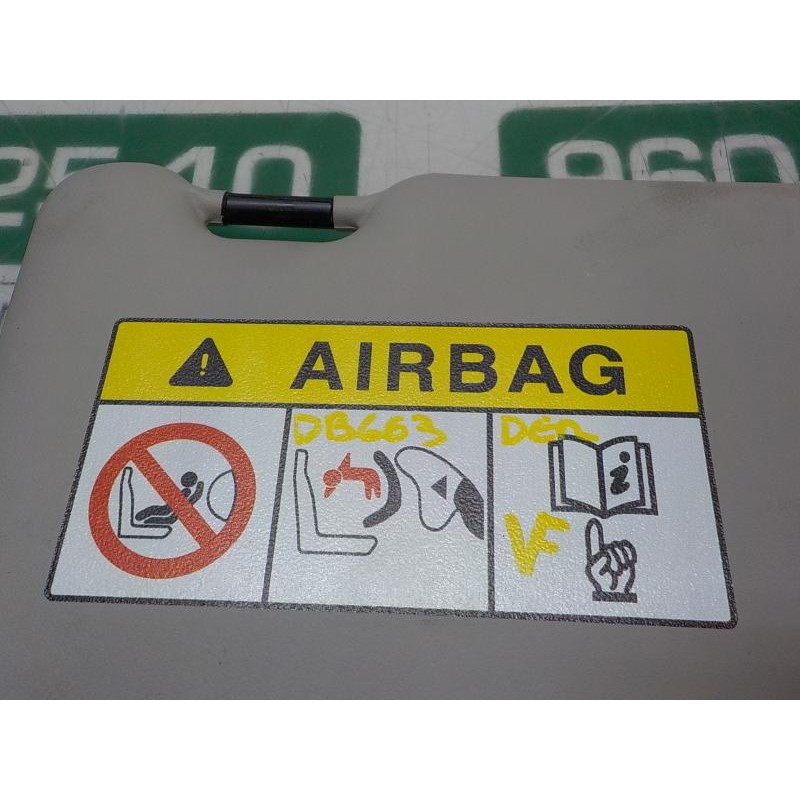 2540
960
AIRBAG
DB663 DER
i
VF